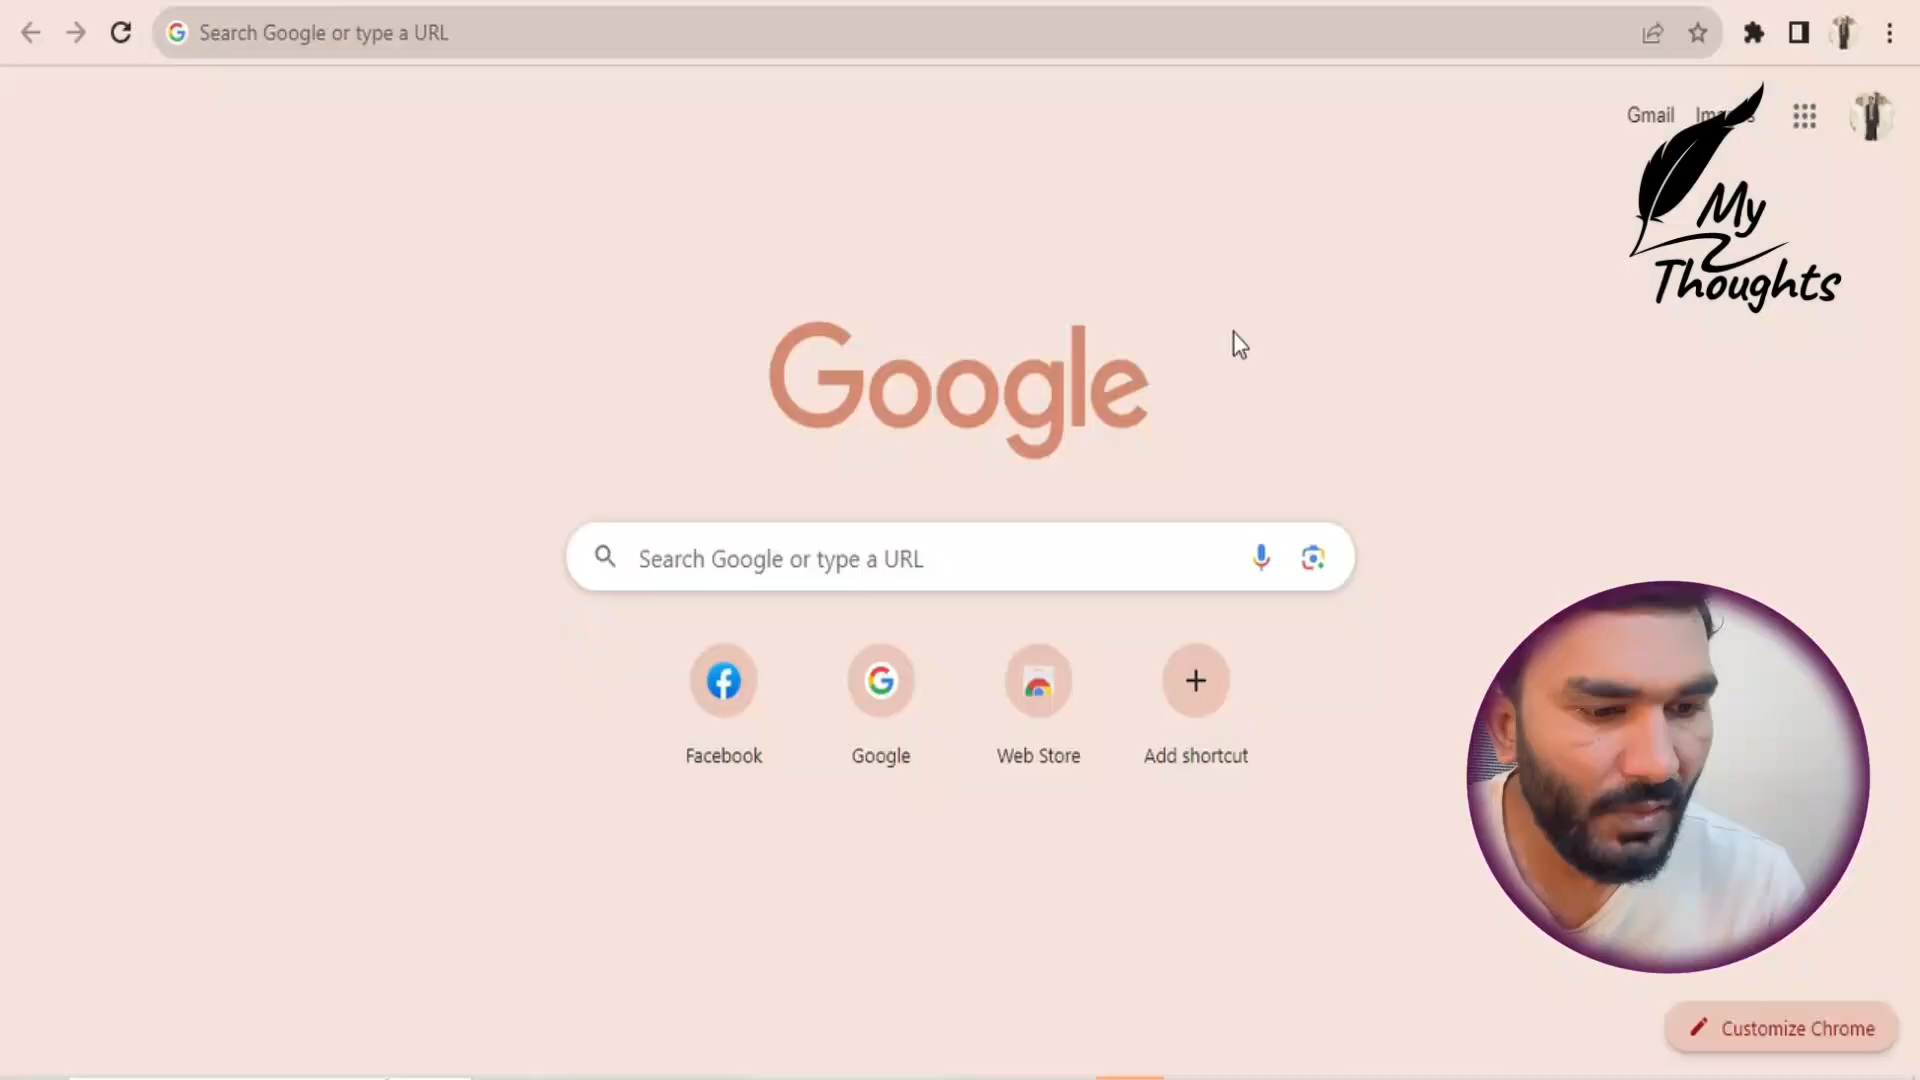 Search Google or type a URL
Gmail
My
Thoughts
Google
Search Google or type a URL
Facebook
Google
Web Store
Add shortcut
Customize Chrome